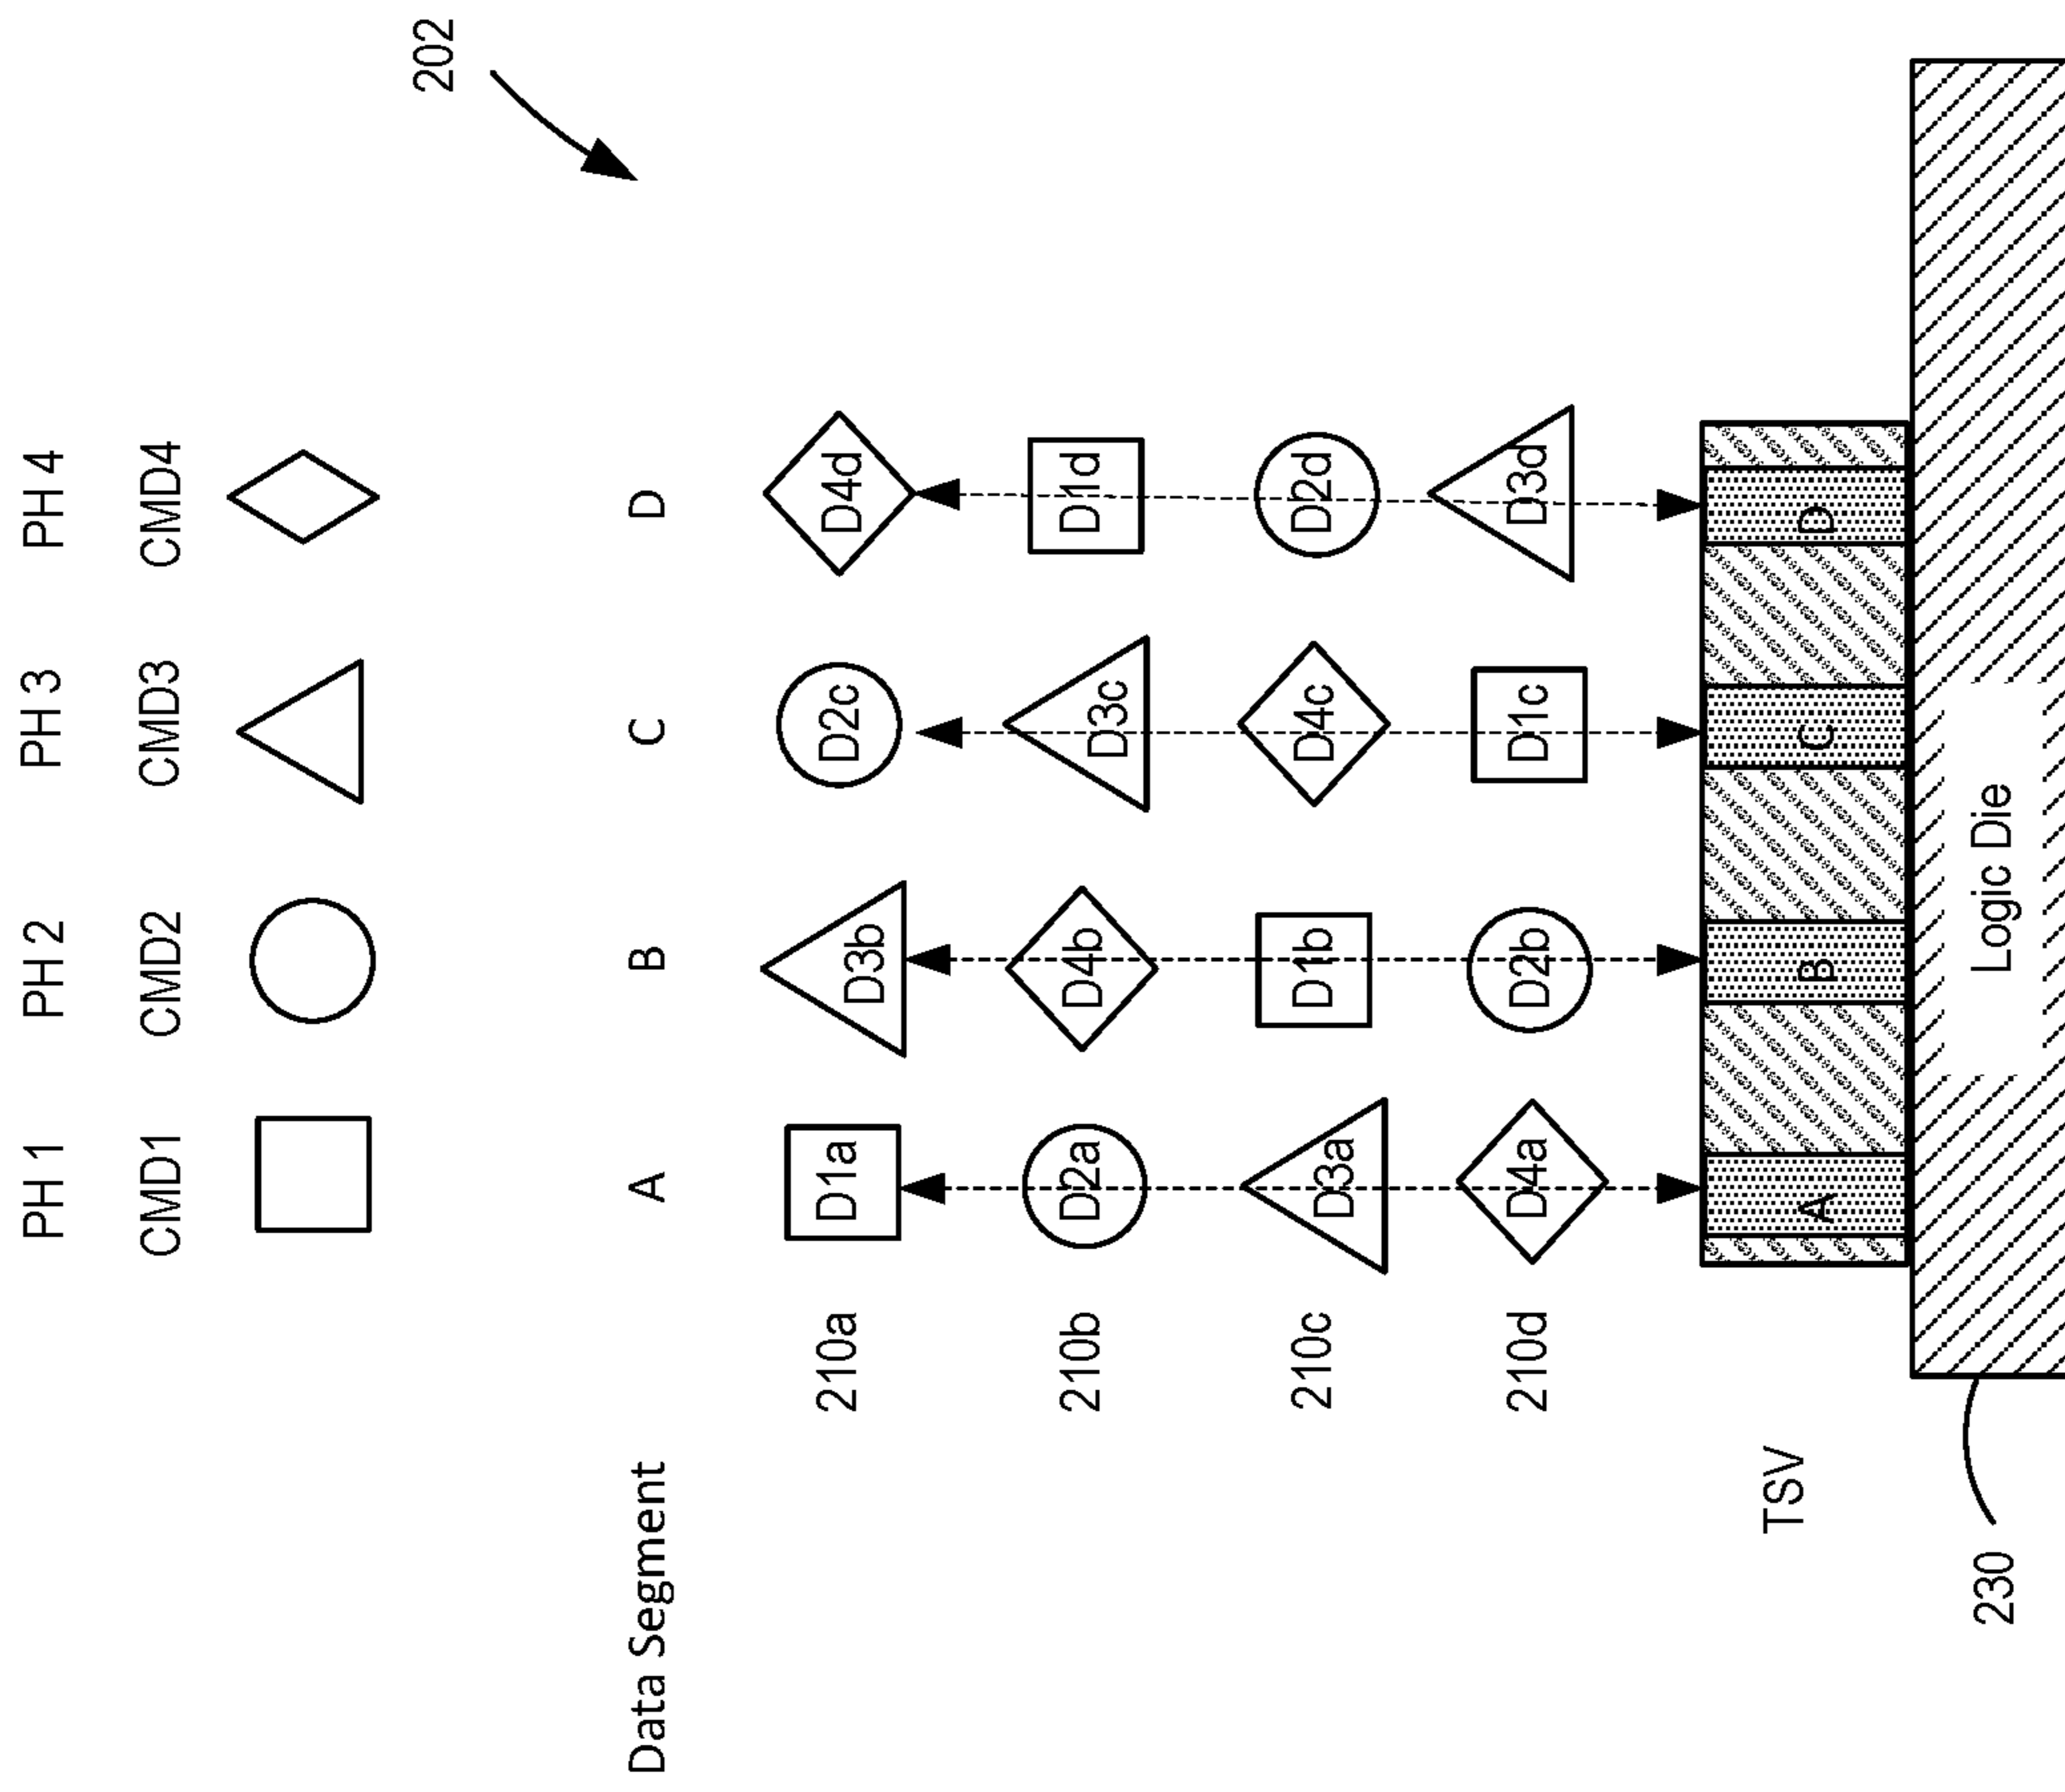 PH 1 PH 2 PH 3 PH 4
CMD1 CMD2 CMD3 CMD4
202
Data Segment A B C D
210a D1a D3b D2c D4d
210b D2a D4b D3c D1d
210c D3a D1b D4c D2d
210d D4a D2b D1c D3d
TSV A B C D
230 Logic Die